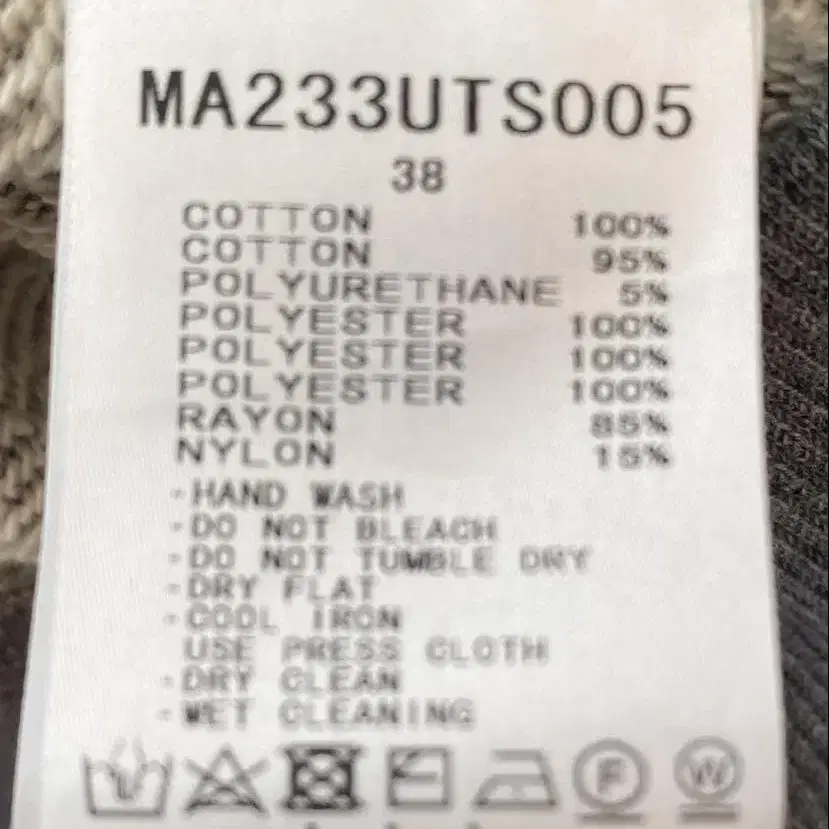 MA233UTS005
38
COTTON 100%
COTTON 95%
POLYURETHANE 5%
POLYESTER 100%
POLYESTER 100%
POLYESTER 100%
RAYON 85%
NYLON 15%
-HAND WASH
-DO NOT BLEACH
-DO NOT TUMBLE DRY
-DRY FLAT
-COOL IRON
USE PRESS CLOTH
-DRY CLEAN
-WET CLEANING
F W